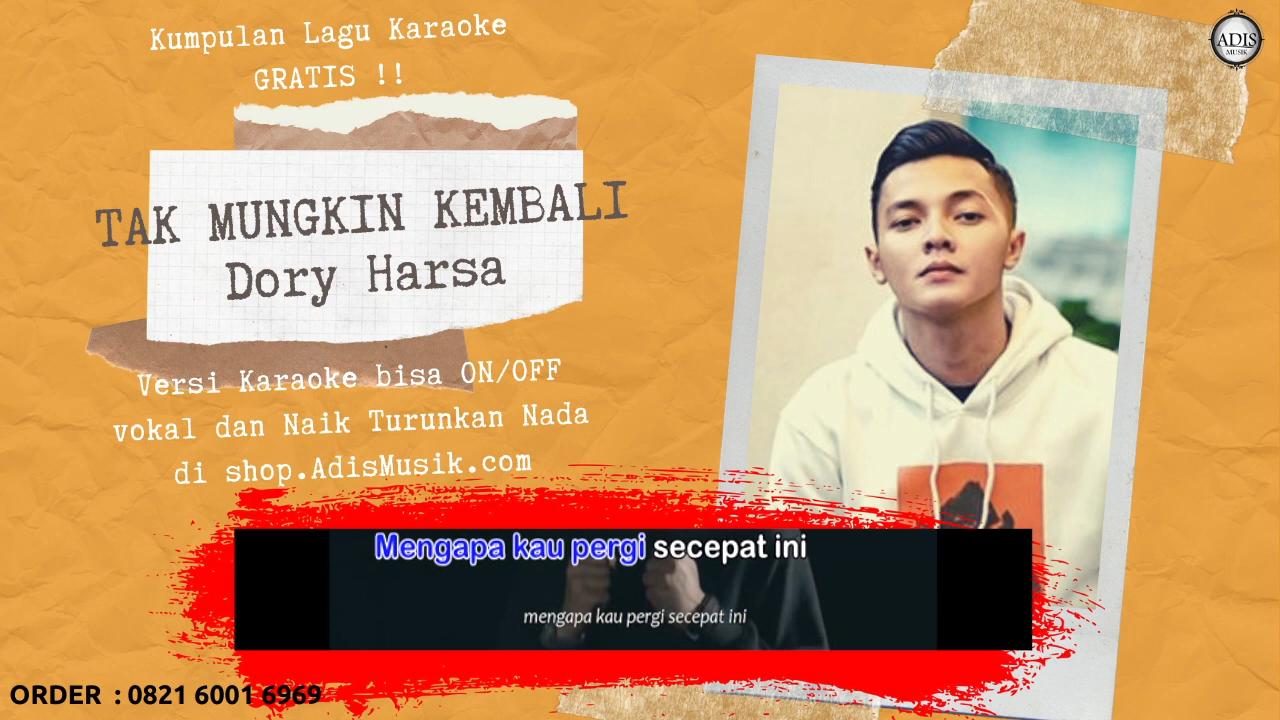 Kumpulan Lagu Karaoke
GRATIS !!
TAK MUNGKIN KEMBALI
Dory Harsa
Versi Karaoke bisa ON/OFF
vokal dan Naik Turunkan Nada
di shop.AdisMusik.com
ADIS
MUSIK
Mengapa kau pergi secepat ini
mengapa kau pergi secepat ini
ORDER : 0821 6001 6969